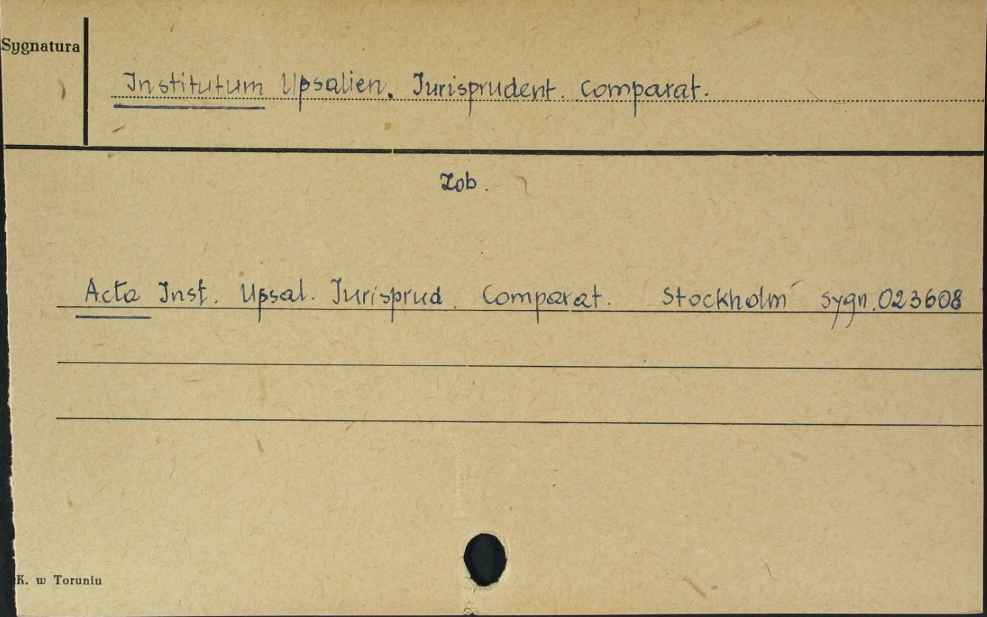 Sygnatura
Institutum Upsalien. Jurisprudent. Comparat.
Zob.
Acta Inst. Upsal. Jurisprud. Comparat. Stockholm sygn. 023608
K. w Toruniu